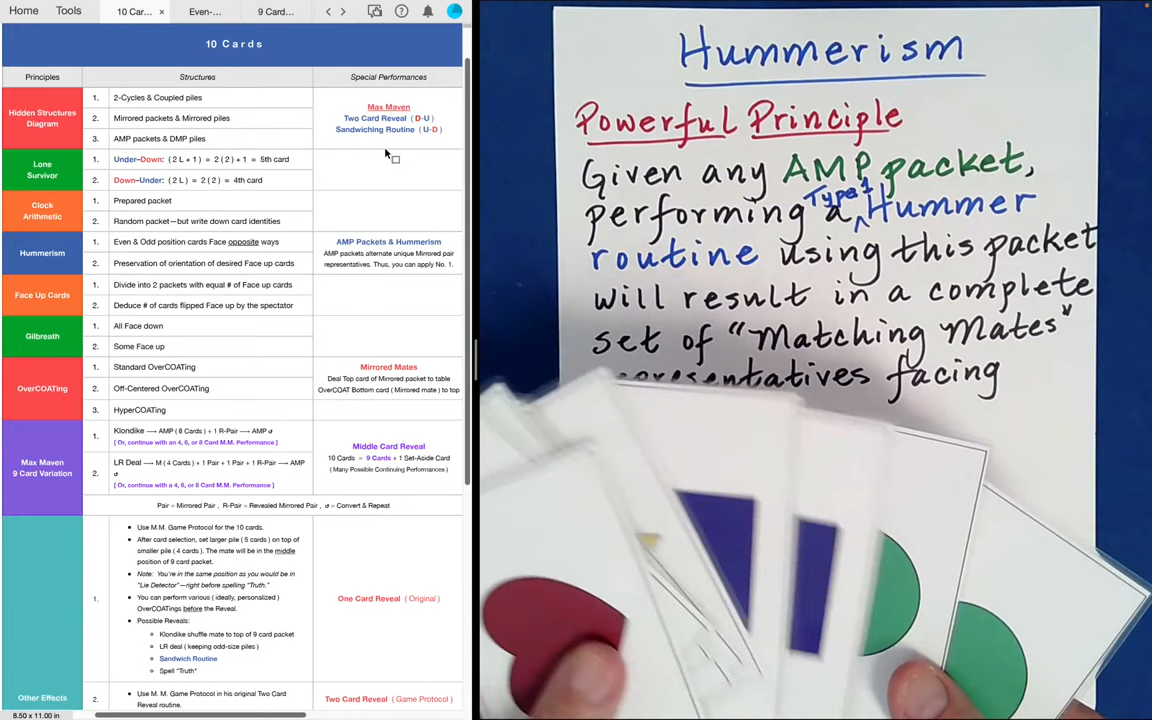 Home
Tools
10 Car... ×
Even-...
9 Card...
10 Cards
Principles
Structures
Special Performances
Hidden Structures
Diagram
1. 2-Cycles & Coupled piles
2. Mirrored packets & Mirrored piles
3. AMP packets & DMP piles
Max Maven
Two Card Reveal ( D-U )
Sandwiching Routine ( U-D )
Lone
Survivor
1. Under–Down: ( 2 L + 1 ) = 2 ( 2 ) + 1 = 5th card
2. Down–Under: ( 2 L ) = 2 ( 2 ) = 4th card
Clock
Arithmetic
1. Prepared packet
2. Random packet—but write down card identities
Hummerism
1. Even & Odd position cards Face opposite ways
2. Preservation of orientation of desired Face up cards
AMP Packets & Hummerism
AMP packets alternate unique Mirrored pair
representatives. Thus, you can apply No. 1.
Face Up Cards
1. Divide into 2 packets with equal # of Face up cards
2. Deduce # of cards flipped Face up by the spectator
Gilbreath
1. All Face down
2. Some Face up
OverCOATing
1. Standard OverCOATing
2. Off-Centered OverCOATing
3. HyperCOATing
Mirrored Mates
Deal Top card of Mirrored packet to table
OverCOAT Bottom card ( Mirrored mate ) to top
Max Maven
9 Card Variation
1. Klondike → AMP ( 8 Cards ) + 1 R-Pair → AMP ↺
[ Or, continue with an 4, 6, or 8 Card M.M. Performance ]
2. LR Deal → M ( 4 Cards ) + 1 Pair + 1 Pair + 1 R-Pair → AMP
↺
[ Or, continue with a 4, 6, or 8 Card M.M. Performance ]
Middle Card Reveal
10 Cards = 9 Cards + 1 Set-Aside Card
( Many Possible Continuing Performances )
Pair = Mirrored Pair , R-Pair = Revealed Mirrored Pair , ↺ = Convert & Repeat
Other Effects
1.
• Use M.M. Game Protocol for the 10 cards.
• After card selection, set larger pile ( 5 cards ) on top of
smaller pile ( 4 cards ). The mate will be in the middle
position of 9 card packet.
• Note: You're in the same position as you would be in
"Lie Detector"—right before spelling "Truth."
• You can perform various ( ideally, personalized )
OverCOATings before the Reveal.
• Possible Reveals:
Klondike shuffle mate to top of 9 card packet
LR deal ( keeping odd-size piles )
Sandwich Routine
Spell "Truth"
One Card Reveal ( Original )
2.
• Use M. M. Game Protocol in his original Two Card
Reveal routine.
Two Card Reveal ( Game Protocol )
8.50 x 11.00 in
Hummerism
Powerful Principle
Given any AMP packet,
performing a Type 1 Hummer
routine using this packet
will result in a complete
set of "Matching Mates"
representatives facing